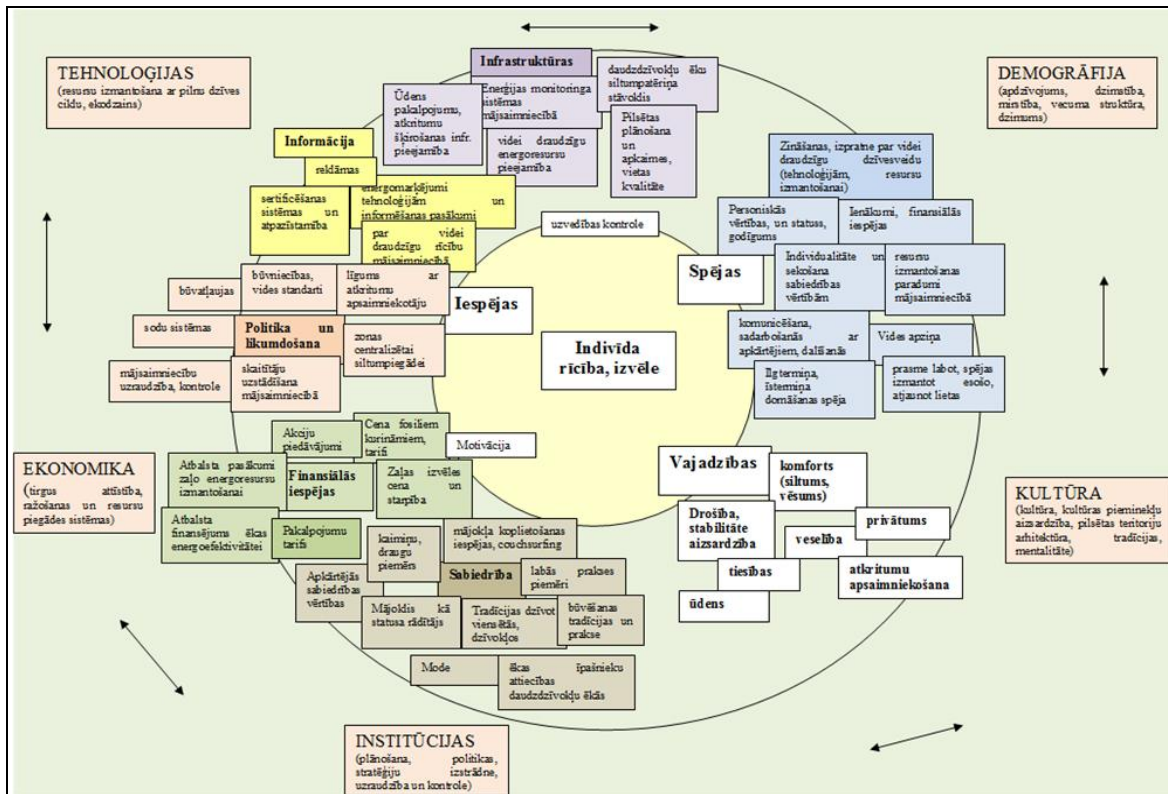 TEHNOLOĢIJAS
(resursu izmantošana ar pilnu dzīves
ciklu, ekodzains)
DEMOGRĀFIJA
(apdzīvojums, dzimstība,
mirstība, vecuma struktūra,
dzimums)
Infrastruktūras
Ūdens
pakalpojumu,
atkritumu
šķirošanas infr.
pieejamība
Enerģijas monitoringa
sistēmas
mājsaimniecībā
daudzdzīvokļu ēku
siltumpatēriņa
stāvoklis
videi draudzīgu
energoresursu
pieejamība
Pilsētas
plānošana
un
apkaimes,
vietas
kvalitāte
Informācija
reklāmas
sertificēšanas
sistēmas un
atpazīstamība
energomarķējumi
tehnoloģijām un
informēšanas pasākumi
par videi
draudzīgu rīcību
mājsaimniecībā
Zināšanas, izpratne par videi
draudzīgu dzīvesveidu
(tehnoloģijām, resursu
izmantošanai)
Personiskās
vērtības, un statuss,
godīgums
Ienākumi, finansiālās
iespējas
Individualitāte un
sekošana
sabiedrības
vērtībām
resursu
izmantošanas
paradumi
mājsaimniecībā
komunicēšana,
sadarbošanās ar
apkārtējiem, dalīšanās
Vides apziņa
Ilgtermiņa,
īstermiņa
domāšanas spēja
prasme labot, spējas
izmantot esošo,
atjaunot lietas
uzvedības kontrole
Spējas
Iespējas
Indivīda
rīcība, izvēle
Motivācija
Vajadzības
būvatļaujas
būvniecības,
vides standarti
līgums ar
atkritumu
apsaimniekotāju
sodu sistēmas
Politika un
likumdošana
zonas
centralizētai
siltumpiegādei
mājsaimniecību
uzraudzība, kontrole
skaitītāju
uzstādīšana
mājsaimniecībā
EKONOMIKA
(tirgus attīstība,
ražošanas un resursu
piegādes sistēmas)
Akciju
piedāvājumi
Cena fosiliem
kurināmiem,
tarifi
Atbalsta pasākumi
zaļo energoresursu
izmantošanai
Finansiālās
iespējas
Zaļas izvēles
cena un
starpība
Atbalsta
finansējums ēkas
energoefektivitātei
Pakalpojumu
tarifs
kaimiņu,
draugu
piemērs
mājokļa koplietošanas
iespējas, couchsurfing
Apkārtējās
sabiedrības
vērtības
Sabiedrība
labās prakses
piemēri
Mājoklis kā
statusa rādītājs
Tradīcijas dzīvot
viensētās,
dzīvokļos
būvēšanas
tradīcijas un
prakse
Mode
ēkas īpašnieku
attiecības
daudzdzīvokļu ēkās
komforts
(siltums,
vēsums)
Drošība,
stabilitāte
aizsardzība
privātums
veselība
tiesības
atkritumu
apsaimniekošana
ūdens
KULTŪRA
(kultūra, kultūras pieminekļu
aizsardzība, pilsētas teritoriju
arhitektūra, tradīcijas,
mentalitāte)
INSTITŪCIJAS
(plānošana, politikas,
stratēģiju izstrādne,
uzraudzība un kontrole)